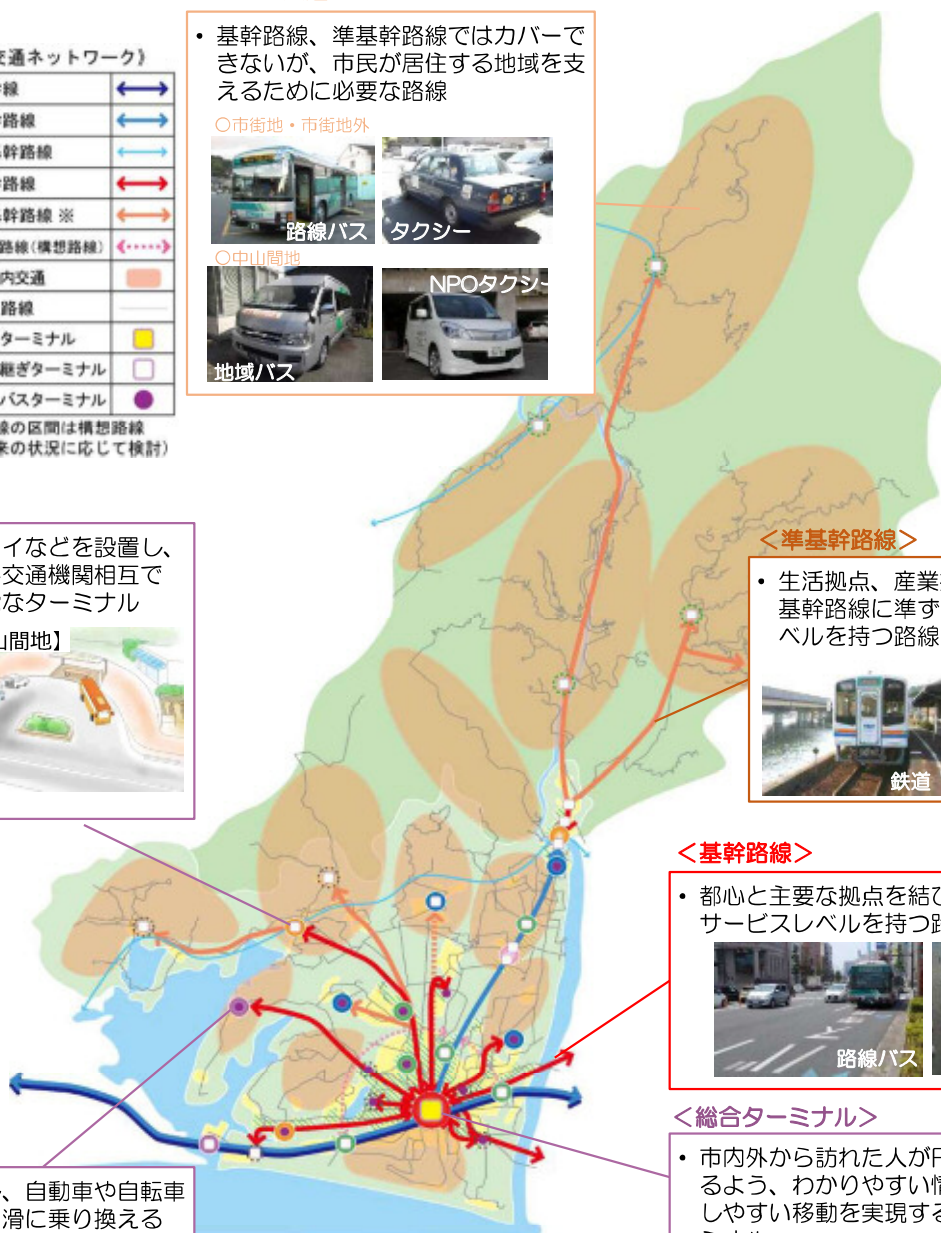 交通ネットワーク》
線
路線
幹路線
路線
幹路線 ※
路線(構想路線)
内交通
路線
ターミナル
継ぎターミナル
バスターミナル
線の区間は構想路線
来の状況に応じて検討)
• 基幹路線、準基幹路線ではカバーで
きないが、市民が居住する地域を支
えるために必要な路線
○市街地・市街地外
路線バス
タクシー
○中山間地
地域バス
NPOタクシー
イなどを設置し、
交通機関相互で
なターミナル
間地】
＜準基幹路線＞
• 生活拠点、産業
基幹路線に準ず
ベルを持つ路線
鉄道
＜基幹路線＞
• 都心と主要な拠点を結び
サービスレベルを持つ路
路線バス
＜総合ターミナル＞
• 市内外から訪れた人が円
るよう、わかりやすい情
しやすい移動を実現する
、自動車や自転車
滑に乗り換える